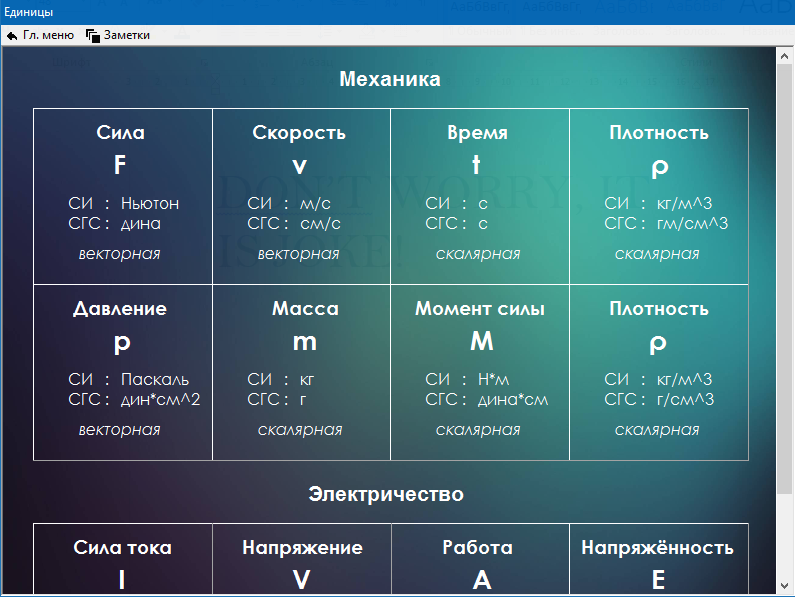 Единицы
Гл. меню Заметки
Механика
Сила Скорость Время Плотность
F v t ρ
СИ : Ньютон СИ : м/с СИ : с СИ : кг/м^3
СГС : дина СГС : см/с СГС : с СГС : гм/см^3
векторная векторная скалярная скалярная
DON'T WORRY, IT
IS JOKE!
Давление Масса Момент силы Плотность
p m M ρ
СИ : Паскаль СИ : кг СИ : Н*м СИ : кг/м^3
СГС : дин*см^2 СГС : г СГС : дина*см СГС : г/см^3
векторная скалярная скалярная скалярная
Электричество
Сила тока Напряжение Работа Напряжённость
I V A E